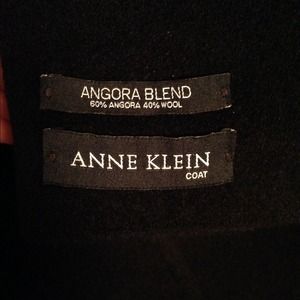 ANGORA BLEND
60% ANGORA 40% WOOL
ANNE KLEIN
COAT